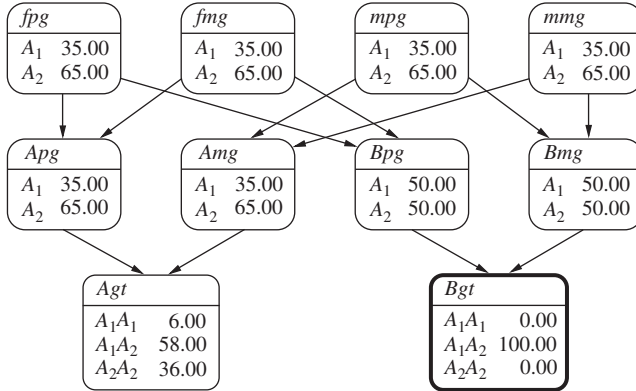 fpg fmg mpg mmg
A1 35.00 A1 35.00 A1 35.00 A1 35.00
A2 65.00 A2 65.00 A2 65.00 A2 65.00
Apg Amg Bpg Bmg
A1 35.00 A1 35.00 A1 50.00 A1 50.00
A2 65.00 A2 65.00 A2 50.00 A2 50.00
Agt Bgt
A1A1 6.00 A1A1 0.00
A1A2 58.00 A1A2 100.00
A2A2 36.00 A2A2 0.00